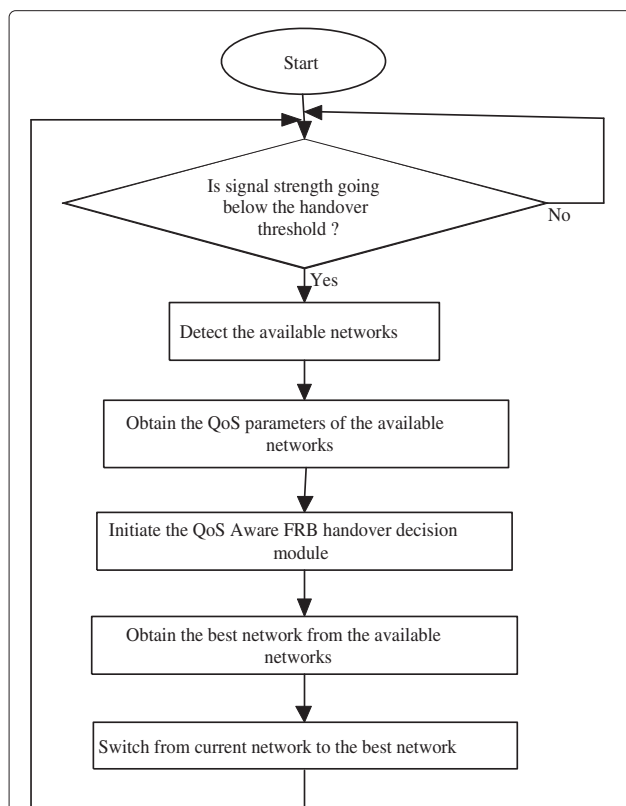 Start
Is signal strength going
below the handover
threshold ?
No
Yes
Detect the available networks
Obtain the QoS parameters of the available
networks
Initiate the QoS Aware FRB handover decision
module
Obtain the best network from the available
networks
Switch from current network to the best network